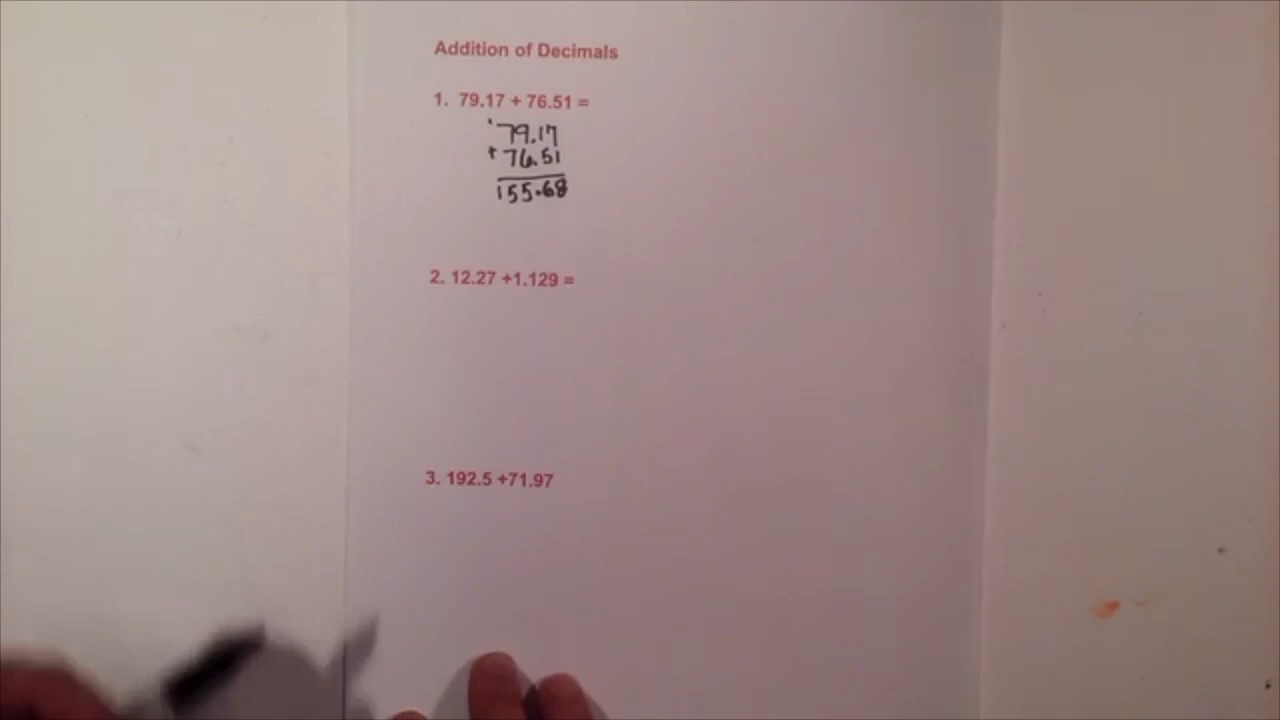 Addition of Decimals
1. 79.17 + 76.51 =
' 79.17
+ 76.51
155.68
2. 12.27 +1.129 =
3. 192.5 +71.97